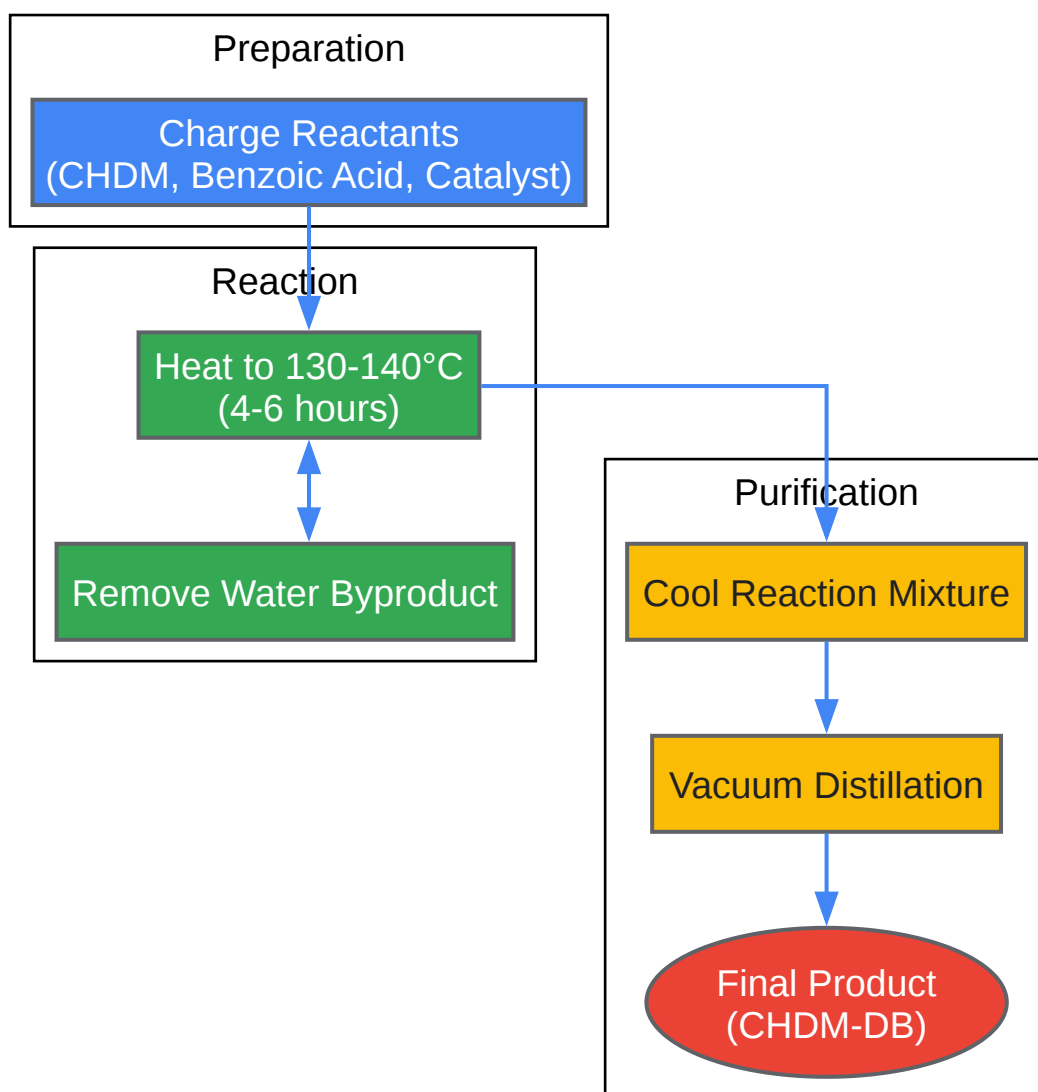 Preparation
Charge Reactants
(CHDM, Benzoic Acid, Catalyst)
Reaction
Heat to 130-140°C
(4-6 hours)
Remove Water Byproduct
Purification
Cool Reaction Mixture
Vacuum Distillation
Final Product
(CHDM-DB)